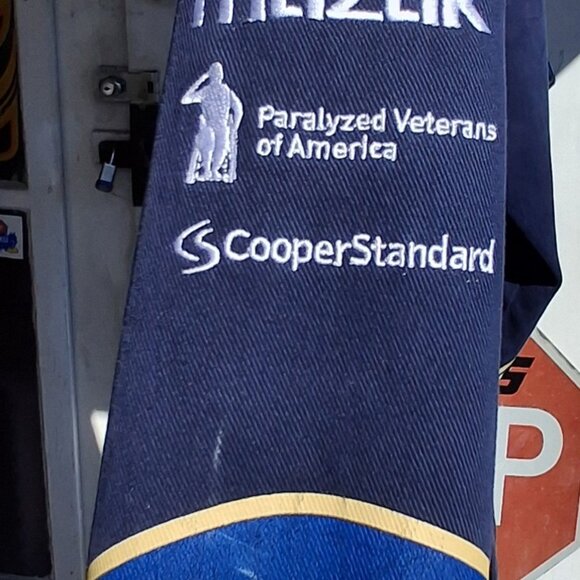 Paralyzed Veterans
of America
CooperStandard
P